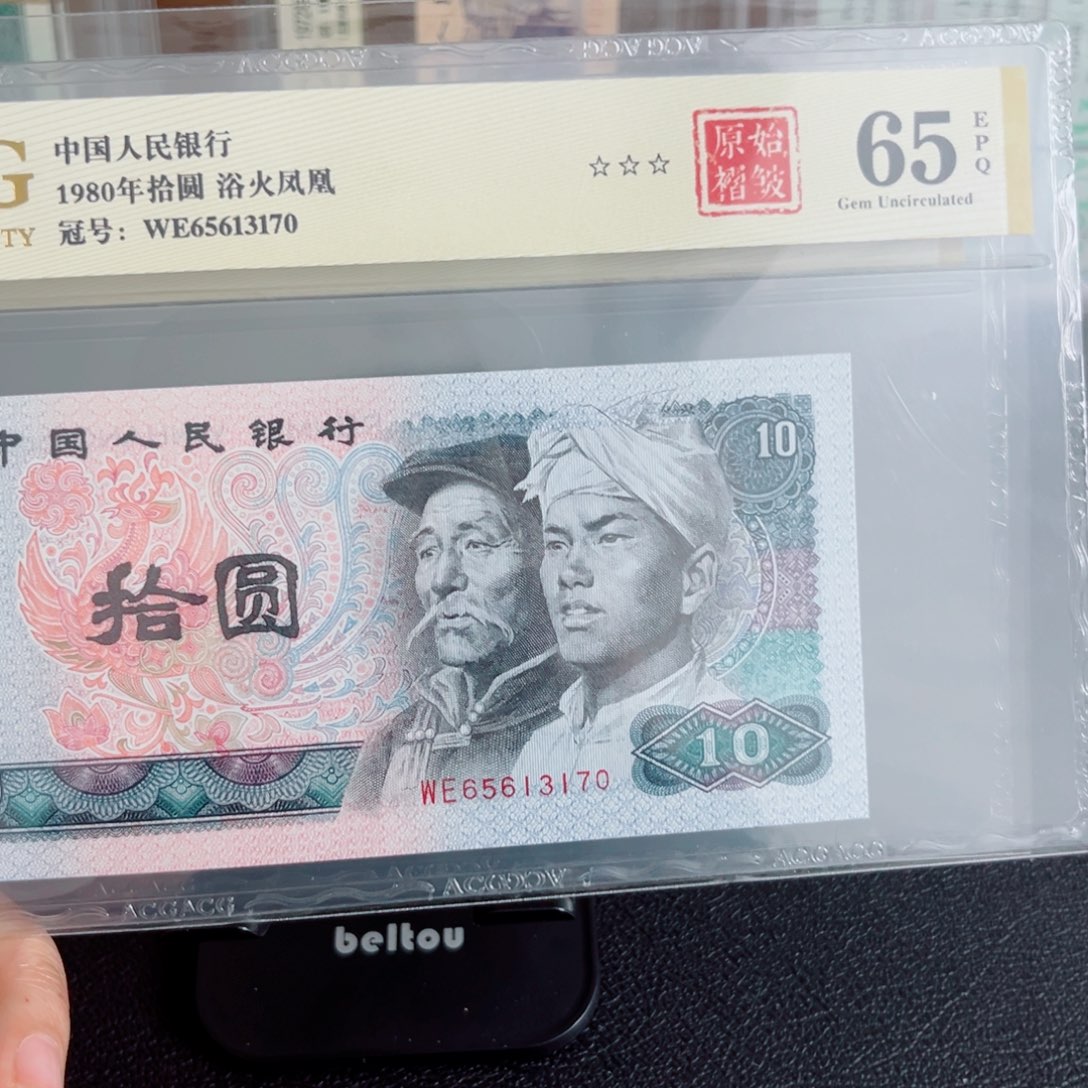 G
TY
中国人民银行
1980年拾圆 浴火凤凰
冠号：WE65613170
☆☆☆
原始
褶皱
65
EPQ
Gem Uncirculated
中国人民银行
10
拾圆
10
WE65613170
ACGACG
beltou